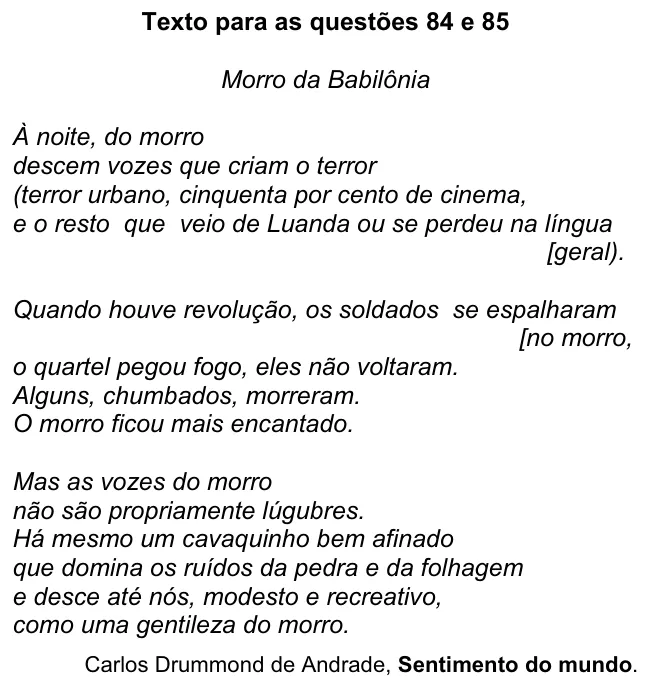 Texto para as questões 84 e 85
Morro da Babilônia
À noite, do morro
descem vozes que criam o terror
(terror urbano, cinquenta por cento de cinema,
e o resto que veio de Luanda ou se perdeu na língua
[geral).
Quando houve revolução, os soldados se espalharam
[no morro,
o quartel pegou fogo, eles não voltaram.
Alguns, chumbados, morreram.
O morro ficou mais encantado.
Mas as vozes do morro
não são propriamente lúgubres.
Há mesmo um cavaquinho bem afinado
que domina os ruídos da pedra e da folhagem
e desce até nós, modesto e recreativo,
como uma gentileza do morro.
Carlos Drummond de Andrade, Sentimento do mundo.